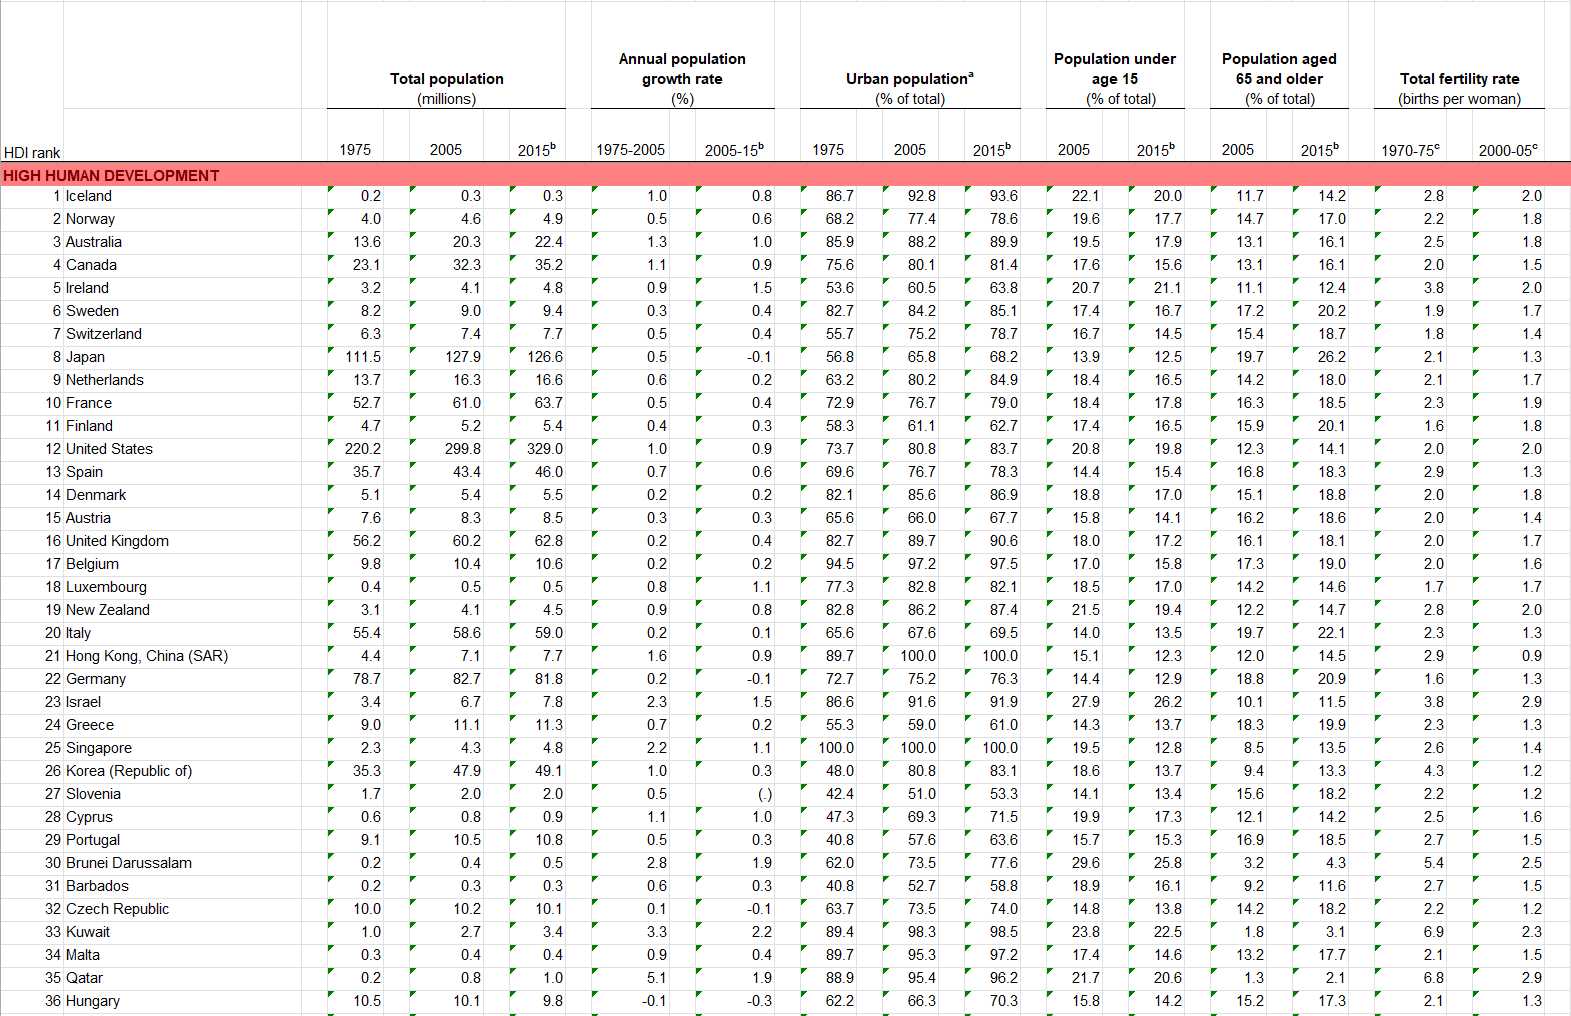 Total population
(millions)
Annual population
growth rate
(%)
Urban populationᵃ
(% of total)
Population under
age 15
(% of total)
Population aged
65 and older
(% of total)
Total fertility rate
(births per woman)
HDI rank 1975 2005 2015ᵇ 1975-2005 2005-15ᵇ 1975 2005 2015ᵇ 2005 2015ᵇ 2005 2015ᵇ 1970-75ᶜ 2000-05ᶜ
HIGH HUMAN DEVELOPMENT
1 Iceland 0.2 0.3 0.3 1.0 0.8 86.7 92.8 93.6 22.1 20.0 11.7 14.2 2.8 2.0
2 Norway 4.0 4.6 4.9 0.5 0.6 68.2 77.4 78.6 19.6 17.7 14.7 17.0 2.2 1.8
3 Australia 13.6 20.3 22.4 1.3 1.0 85.9 88.2 89.9 19.5 17.9 13.1 16.1 2.5 1.8
4 Canada 23.1 32.3 35.2 1.1 0.9 75.6 80.1 81.4 17.6 15.6 13.1 16.1 2.0 1.5
5 Ireland 3.2 4.1 4.8 0.9 1.5 53.6 60.5 63.8 20.7 21.1 11.1 12.4 3.8 2.0
6 Sweden 8.2 9.0 9.4 0.3 0.4 82.7 84.2 85.1 17.4 16.7 17.2 20.2 1.9 1.7
7 Switzerland 6.3 7.4 7.7 0.5 0.4 55.7 75.2 78.7 16.7 14.5 15.4 18.7 1.8 1.4
8 Japan 111.5 127.9 126.6 0.5 -0.1 56.8 65.8 68.2 13.9 12.5 19.7 26.2 2.1 1.3
9 Netherlands 13.7 16.3 16.6 0.6 0.2 63.2 80.2 84.9 18.4 16.5 14.2 18.0 2.1 1.7
10 France 52.7 61.0 63.7 0.5 0.4 72.9 76.7 79.0 18.4 17.8 16.3 18.5 2.3 1.9
11 Finland 4.7 5.2 5.4 0.4 0.3 58.3 61.1 62.7 17.4 16.5 15.9 20.1 1.6 1.8
12 United States 220.2 299.8 329.0 1.0 0.9 73.7 80.8 83.7 20.8 19.8 12.3 14.1 2.0 2.0
13 Spain 35.7 43.4 46.0 0.7 0.6 69.6 76.7 78.3 14.4 15.4 16.8 18.3 2.9 1.3
14 Denmark 5.1 5.4 5.5 0.2 0.2 82.1 85.6 86.9 18.8 17.0 15.1 18.8 2.0 1.8
15 Austria 7.6 8.3 8.5 0.3 0.3 65.6 66.0 67.7 15.8 14.1 16.2 18.6 2.0 1.4
16 United Kingdom 56.2 60.2 62.8 0.2 0.4 82.7 89.7 90.6 18.0 17.2 16.1 18.1 2.0 1.7
17 Belgium 9.8 10.4 10.6 0.2 0.2 94.5 97.2 97.5 17.0 15.8 17.3 19.0 2.0 1.6
18 Luxembourg 0.4 0.5 0.5 0.8 1.1 77.3 82.8 82.1 18.5 17.0 14.2 14.6 1.7 1.7
19 New Zealand 3.1 4.1 4.5 0.9 0.8 82.8 86.2 87.4 21.5 19.4 12.2 14.7 2.8 2.0
20 Italy 55.4 58.6 59.0 0.2 0.1 65.6 67.6 69.5 14.0 13.5 19.7 22.1 2.3 1.3
21 Hong Kong, China (SAR) 4.4 7.1 7.7 1.6 0.9 89.7 100.0 100.0 15.1 12.3 12.0 14.5 2.9 0.9
22 Germany 78.7 82.7 81.8 0.2 -0.1 72.7 75.2 76.3 14.4 12.9 18.8 20.9 1.6 1.3
23 Israel 3.4 6.7 7.8 2.3 1.5 86.6 91.6 91.9 27.9 26.2 10.1 11.5 3.8 2.9
24 Greece 9.0 11.1 11.3 0.7 0.2 55.3 59.0 61.0 14.3 13.7 18.3 19.9 2.3 1.3
25 Singapore 2.3 4.3 4.8 2.2 1.1 100.0 100.0 100.0 19.5 12.8 8.5 13.5 2.6 1.4
26 Korea (Republic of) 35.3 47.9 49.1 1.0 0.3 48.0 80.8 83.1 18.6 13.7 9.4 13.3 4.3 1.2
27 Slovenia 1.7 2.0 2.0 0.5 (.) 42.4 51.0 53.3 14.1 13.4 15.6 18.2 2.2 1.2
28 Cyprus 0.6 0.8 0.9 1.1 1.0 47.3 69.3 71.5 19.9 17.3 12.1 14.2 2.5 1.6
29 Portugal 9.1 10.5 10.8 0.5 0.3 40.8 57.6 63.6 15.7 15.3 16.9 18.5 2.7 1.5
30 Brunei Darussalam 0.2 0.4 0.5 2.8 1.9 62.0 73.5 77.6 29.6 25.8 3.2 4.3 5.4 2.5
31 Barbados 0.2 0.3 0.3 0.6 0.3 40.8 52.7 58.8 18.9 16.1 9.2 11.6 2.7 1.5
32 Czech Republic 10.0 10.2 10.1 0.1 -0.1 63.7 73.5 74.0 14.8 13.8 14.2 18.2 2.2 1.2
33 Kuwait 1.0 2.7 3.4 3.3 2.2 89.4 98.3 98.5 23.8 22.5 1.8 3.1 6.9 2.3
34 Malta 0.3 0.4 0.4 0.9 0.4 89.7 95.3 97.2 17.4 14.6 13.2 17.7 2.1 1.5
35 Qatar 0.2 0.8 1.0 5.1 1.9 88.9 95.4 96.2 21.7 20.6 1.3 2.1 6.8 2.9
36 Hungary 10.5 10.1 9.8 -0.1 -0.3 62.2 66.3 70.3 15.8 14.2 15.2 17.3 2.1 1.3